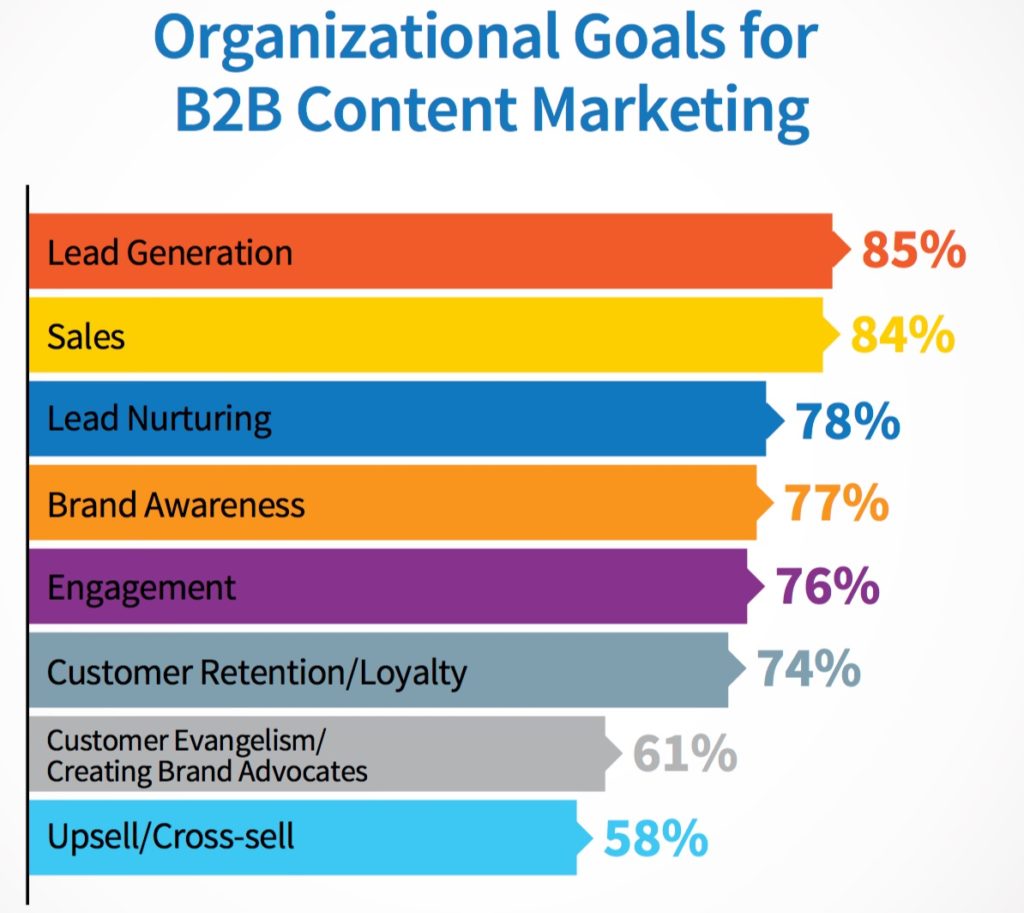 Organizational Goals for
B2B Content Marketing
Lead Generation
85%
Sales
84%
Lead Nurturing
78%
Brand Awareness
77%
Engagement
76%
Customer Retention/Loyalty
74%
Customer Evangelism/
Creating Brand Advocates
61%
Upsell/Cross-sell
58%